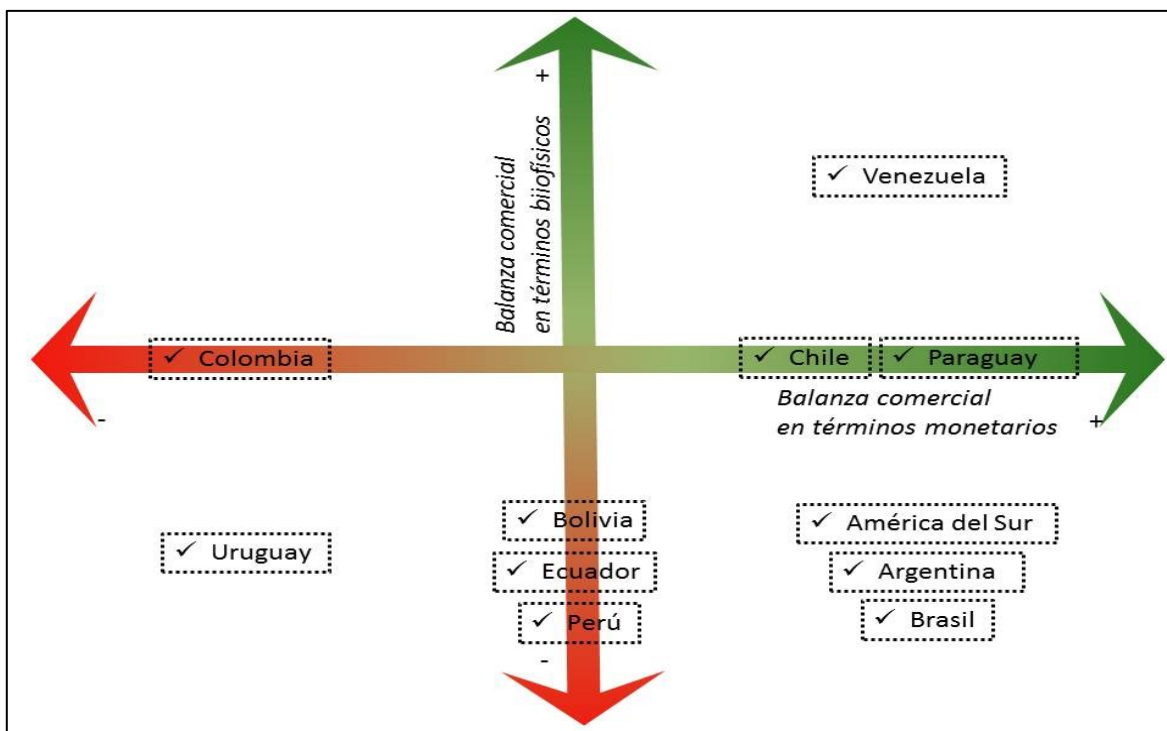 +
Balanza comercial
en términos biiofísicos
✓ Venezuela
✓ Colombia
✓ Chile
✓ Paraguay
-
Balanza comercial
en términos monetarios
+
✓ Bolivia
✓ América del Sur
✓ Uruguay
✓ Ecuador
✓ Argentina
✓ Perú
✓ Brasil
-